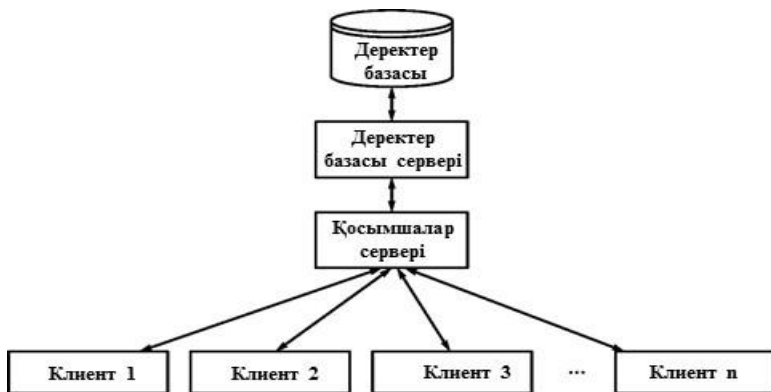 Деректер
базасы
Деректер
базасы сервері
Қосымшалар
сервері
Клиент 1
Клиент 2
Клиент 3
...
Клиент n